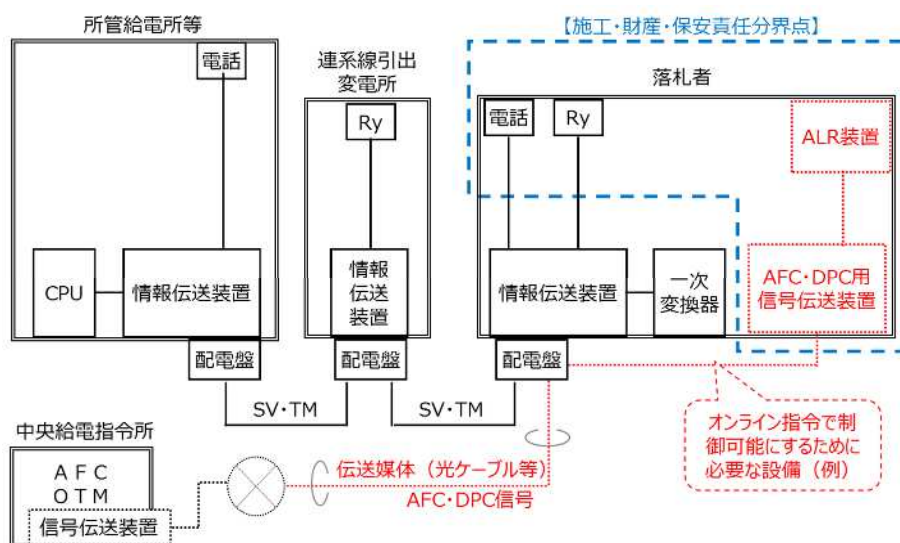 所管給電所等
電話
CPU
情報伝送装置
配電盤
連系線引出
変電所
Ry
情報
伝送
装置
配電盤
【施工・財産・保安責任分界点】
落札者
電話
Ry
ALR装置
情報伝送装置
一次
変換器
AFC・DPC用
信号伝送装置
配電盤
SV・TM
SV・TM
オンライン指令で制
御可能にするために
必要な設備（例）
中央給電指令所
ＡＦＣ
ＯＴＭ
信号伝送装置
伝送媒体（光ケーブル等）
AFC・DPC信号